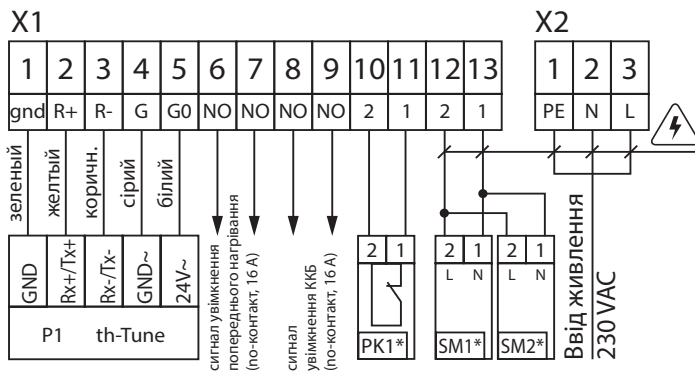 X1 X2
1 2 3 4 5 6 7 8 9 10 11 12 13 1 2 3
gnd R+ R- G G0 NO NO NO NO 2 1 2 1 PE N L
зеленый
желтый
коричн.
сірий
білий
GND
Rx+/Tx+
Rx-/Tx-
GND~
24V~
P1 th-Tune
сигнал увімкнення
попереднього нагрівання
(no-контакт, 16 А)
сигнал
увімкнення ККБ
(no-контакт, 16 А)
2 1
PK1*
2 1
L N
SM1*
2 1
L N
SM2*
Ввід живлення
230 VAC